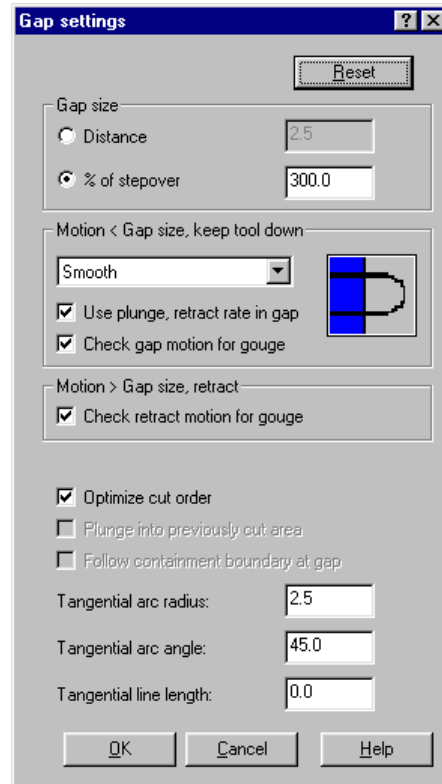 Gap settings
Reset
Gap size
Distance 2.5
% of stepover 300.0
Motion < Gap size, keep tool down
Smooth
Use plunge, retract rate in gap
Check gap motion for gouge
Motion > Gap size, retract
Check retract motion for gouge
Optimize cut order
Plunge into previously cut area
Follow containment boundary at gap
Tangential arc radius: 2.5
Tangential arc angle: 45.0
Tangential line length: 0.0
OK Cancel Help